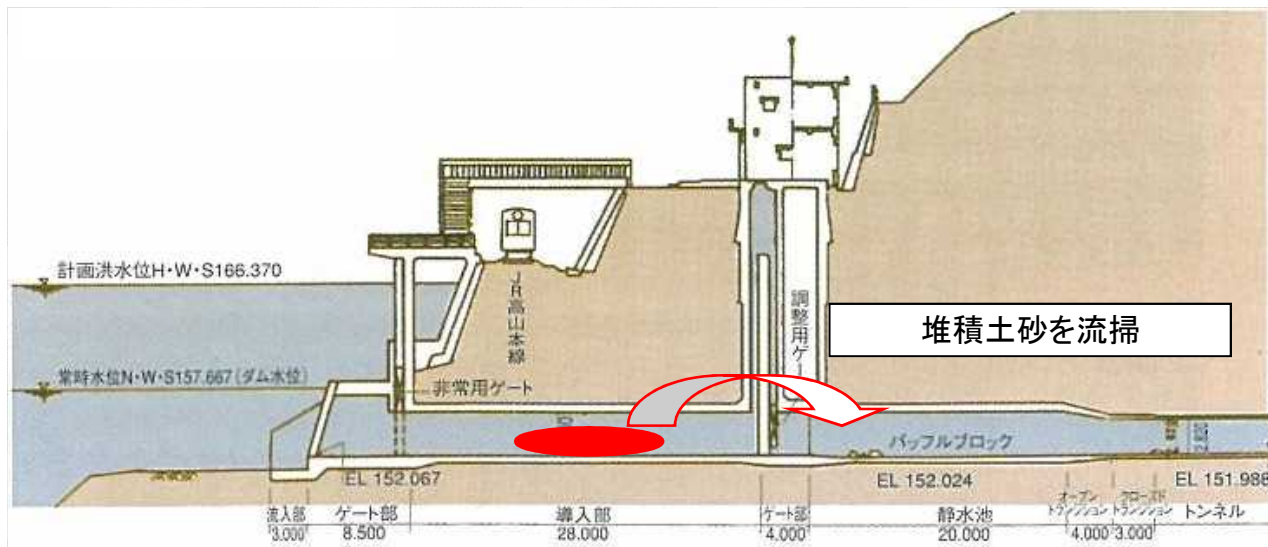 計画洪水位H・W・S166.370
JR高山本線
調整用ゲー
堆積土砂を流掃
常時水位N・W・S157.667(ダム水位)
非常用ゲート
バッフルブロック
EL 152.067
EL 152.024
EL 151.988
流入部
ゲート部
導入部
ゲート部
静水池
オープン
トランジション
クローズド
トランジション
トンネル
3.000
8.500
28.000
4.000
20.000
4.000
3.000